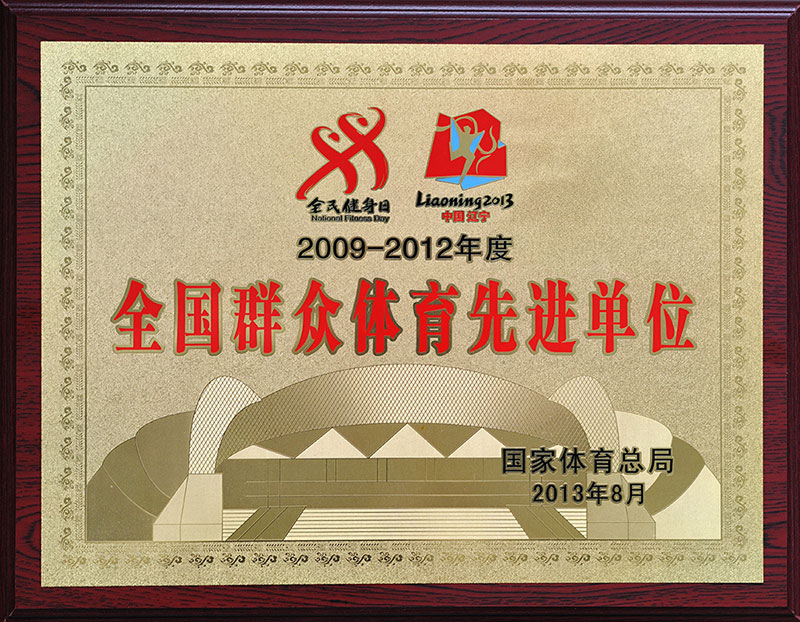 全民健身日
National Fitness Day
Liaoning2013
中国 辽宁
2009-2012年度
全国群众体育先进单位
国家体育总局
2013年8月